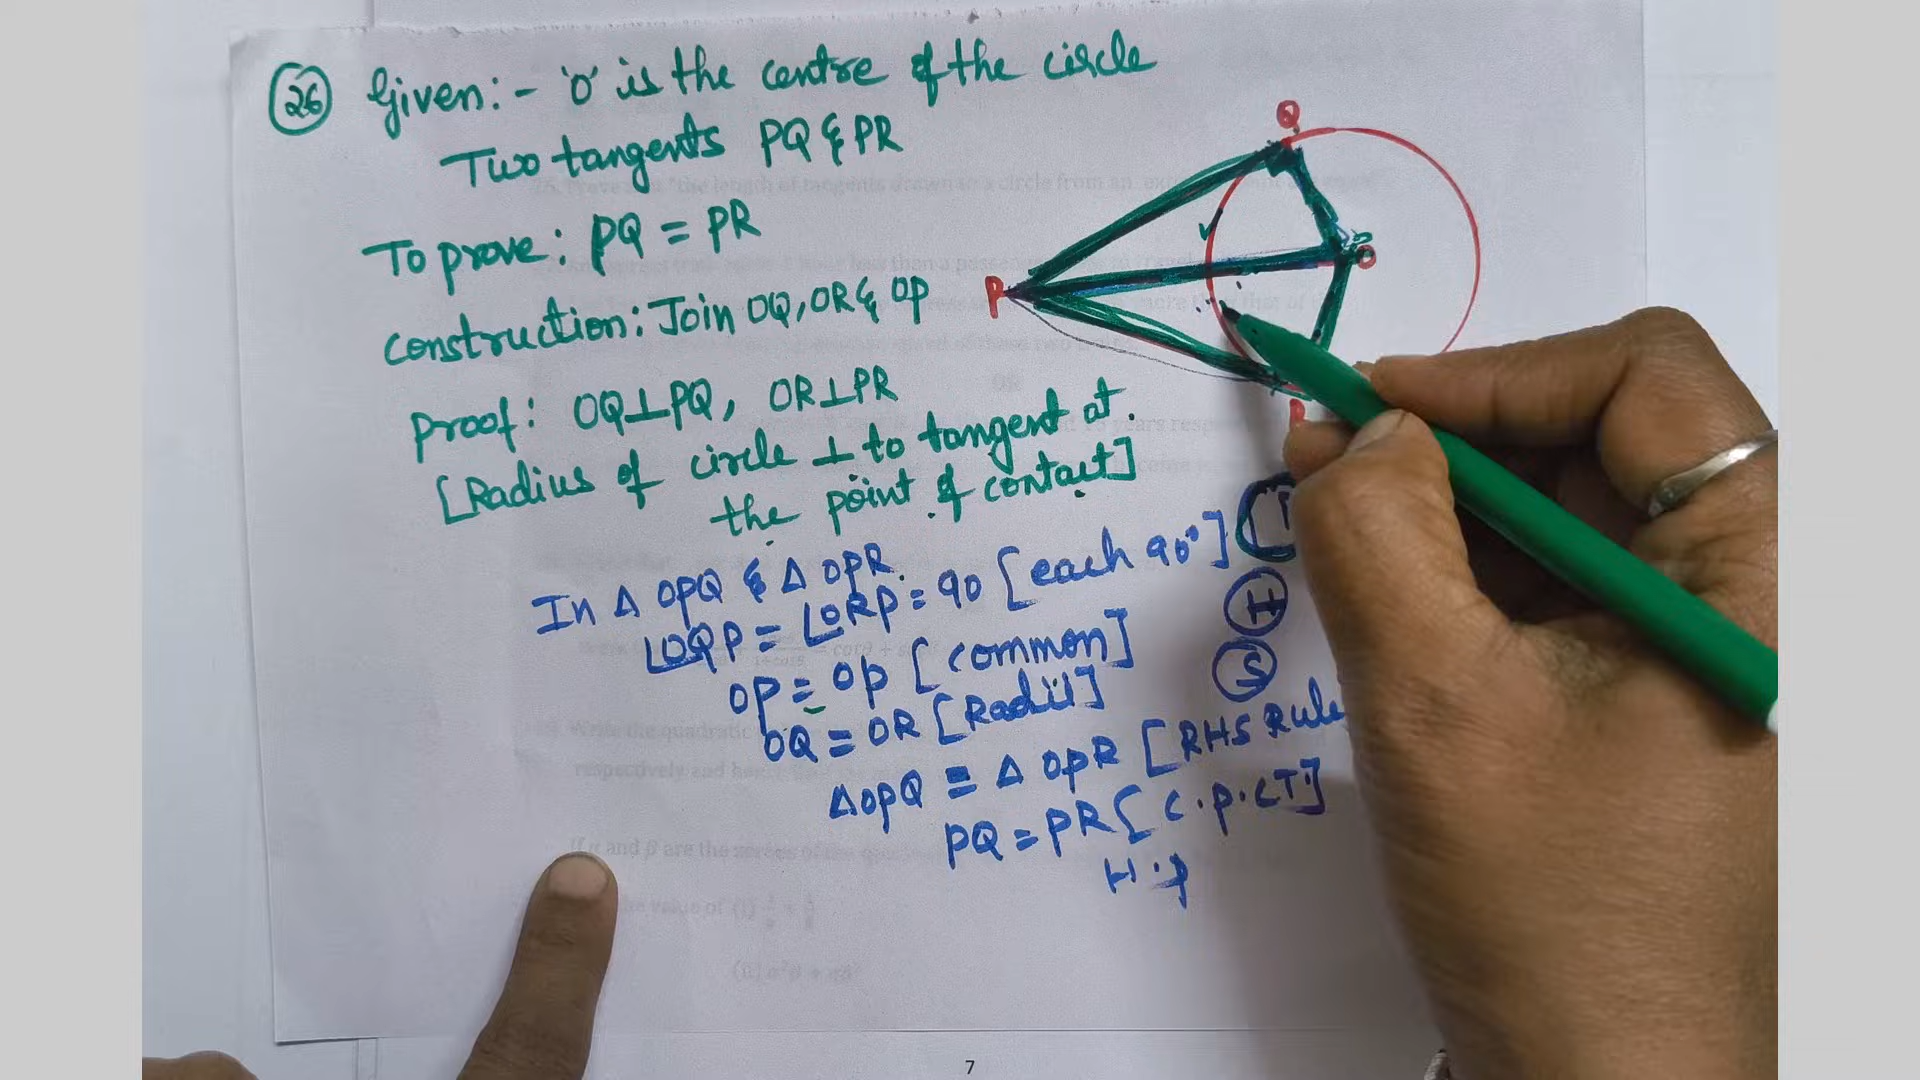 26 Given:- 'O' is the centre of the circle
Two tangents PQ & PR
To prove: PQ = PR
construction: Join OQ, OR & OP
proof: OQ⊥PQ, OR⊥PR
[Radius of circle ⊥ to tangent at
the point of contact]
In Δ OPQ & Δ OPR
∠OQP = ∠ORP = 90 [each 90°]
OP = OP [common]
OQ = OR [Radii]
ΔOPQ ≅ Δ OPR [RHS Rule
PQ = PR [C.P.CT]
H.P
Q
P
O
R
H
S
7